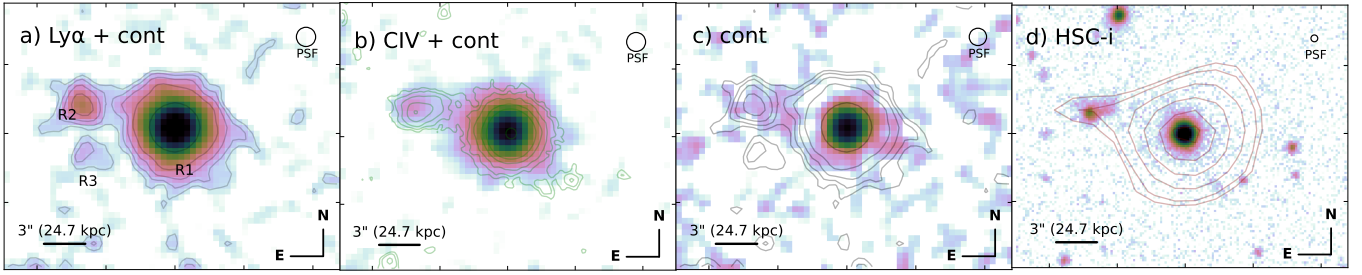 a) Lyα + cont
PSF
R2
R3
R1
3" (24.7 kpc)
N
E
b) CIV + cont
PSF
3" (24.7 kpc)
N
E
c) cont
PSF
3" (24.7 kpc)
N
E
d) HSC-i
PSF
3" (24.7 kpc)
N
E